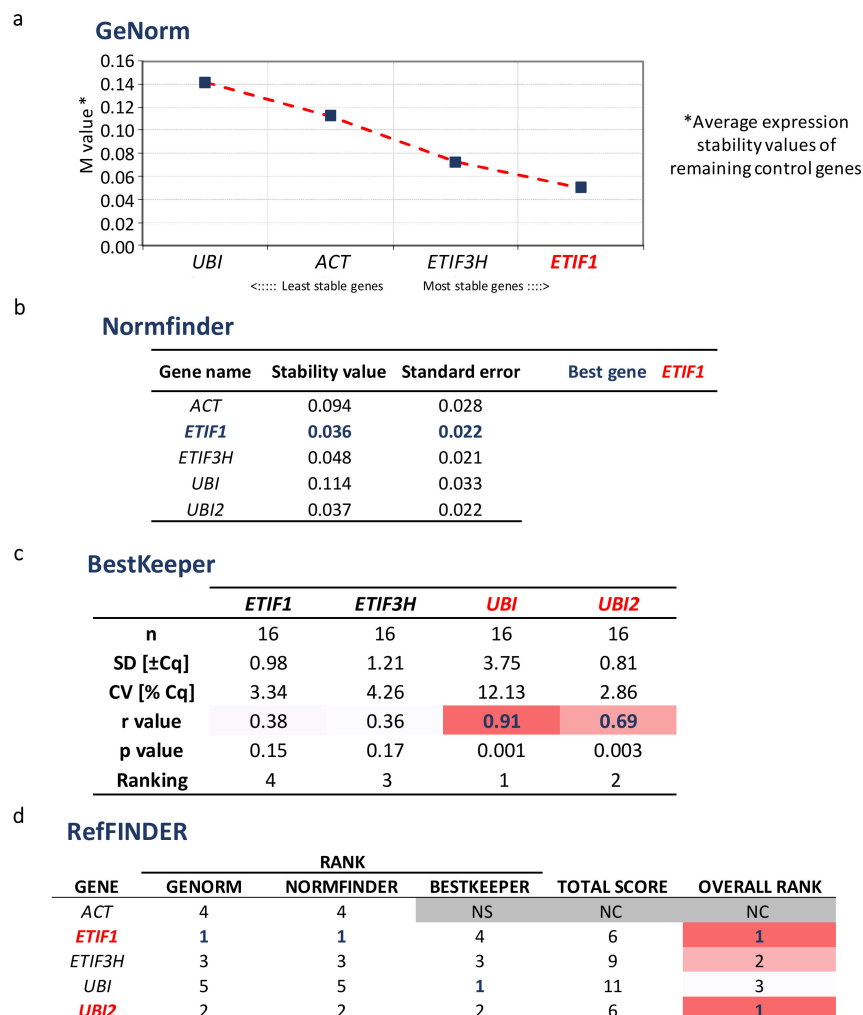 a
GeNorm
0.16
0.14
0.12
0.10
0.08
0.06
0.04
0.02
0.00
M value *
UBI ACT ETIF3H ETIF1
<::::: Least stable genes Most stable genes ::::>
*Average expression
stability values of
remaining control genes
b
Normfinder
Gene name Stability value Standard error Best gene ETIF1
ACT 0.094 0.028
ETIF1 0.036 0.022
ETIF3H 0.048 0.021
UBI 0.114 0.033
UBI2 0.037 0.022
c
BestKeeper
ETIF1 ETIF3H UBI UBI2
n 16 16 16 16
SD [±Cq] 0.98 1.21 3.75 0.81
CV [% Cq] 3.34 4.26 12.13 2.86
r value 0.38 0.36 0.91 0.69
p value 0.15 0.17 0.001 0.003
Ranking 4 3 1 2
d
RefFINDER
RANK
GENE GENORM NORMFINDER BESTKEEPER TOTAL SCORE OVERALL RANK
ACT 4 4 NS NC NC
ETIF1 1 1 4 6 1
ETIF3H 3 3 3 9 2
UBI 5 5 1 11 3
UBI2 2 2 2 6 1